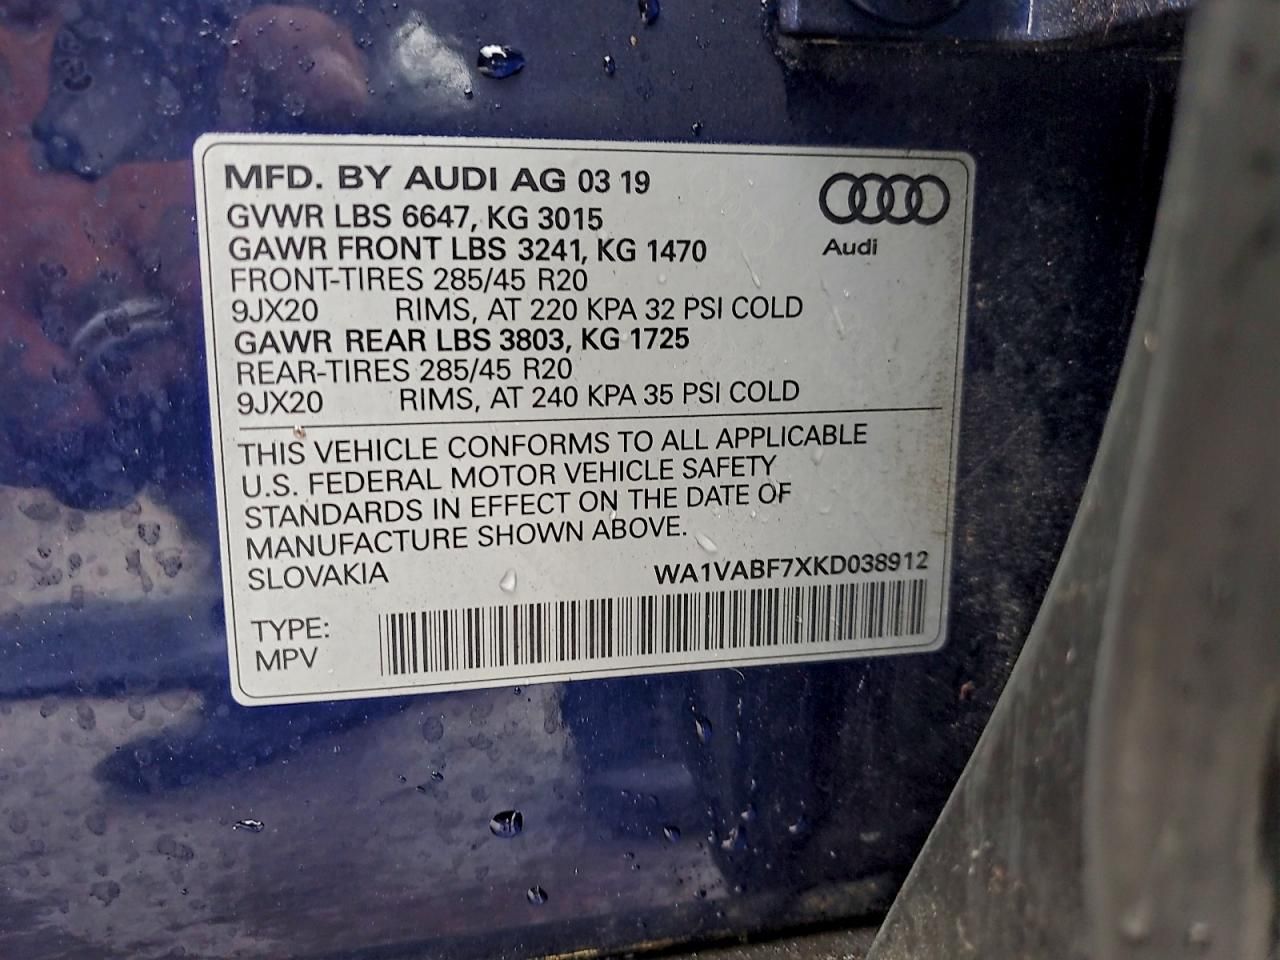 MFD. BY AUDI AG 03 19
GVWR LBS 6647, KG 3015
GAWR FRONT LBS 3241, KG 1470
FRONT-TIRES 285/45 R20
9JX20 RIMS, AT 220 KPA 32 PSI COLD
GAWR REAR LBS 3803, KG 1725
REAR-TIRES 285/45 R20
9JX20 RIMS, AT 240 KPA 35 PSI COLD
Audi
THIS VEHICLE CONFORMS TO ALL APPLICABLE
U.S. FEDERAL MOTOR VEHICLE SAFETY
STANDARDS IN EFFECT ON THE DATE OF
MANUFACTURE SHOWN ABOVE.
SLOVAKIA WA1VABF7XKD038912
TYPE:
MPV